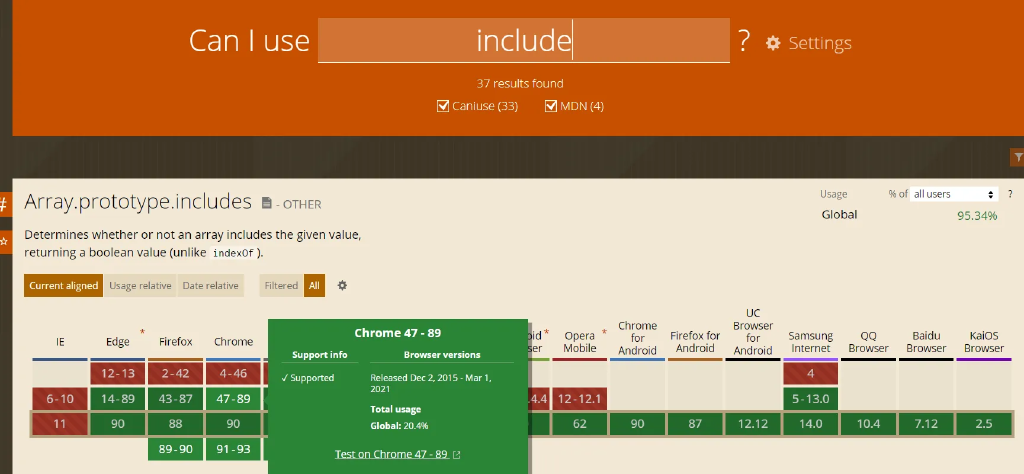 Can I use include ? Settings
37 results found
Caniuse (33) MDN (4)
#
Array.prototype.includes - OTHER
Usage % of all users ?
Global 95.34%
Determines whether or not an array includes the given value,
returning a boolean value (unlike indexOf ).
Current aligned Usage relative Date relative Filtered All
IE Edge * Firefox Chrome * Opera Mobile * Chrome for Android Firefox for Android UC Browser for Android Samsung Internet QQ Browser Baidu Browser KaiOS Browser
12-13 2-42 4-46 4
6-10 14-89 43-87 47-89 4.4 12-12.1 5-13.0
11 90 88 90 62 90 87 12.12 14.0 10.4 7.12 2.5
89-90 91-93
Chrome 47 - 89
Support info Browser versions
✓ Supported Released Dec 2, 2015 - Mar 1,
2021
Total usage
Global: 20.4%
Test on Chrome 47 - 89